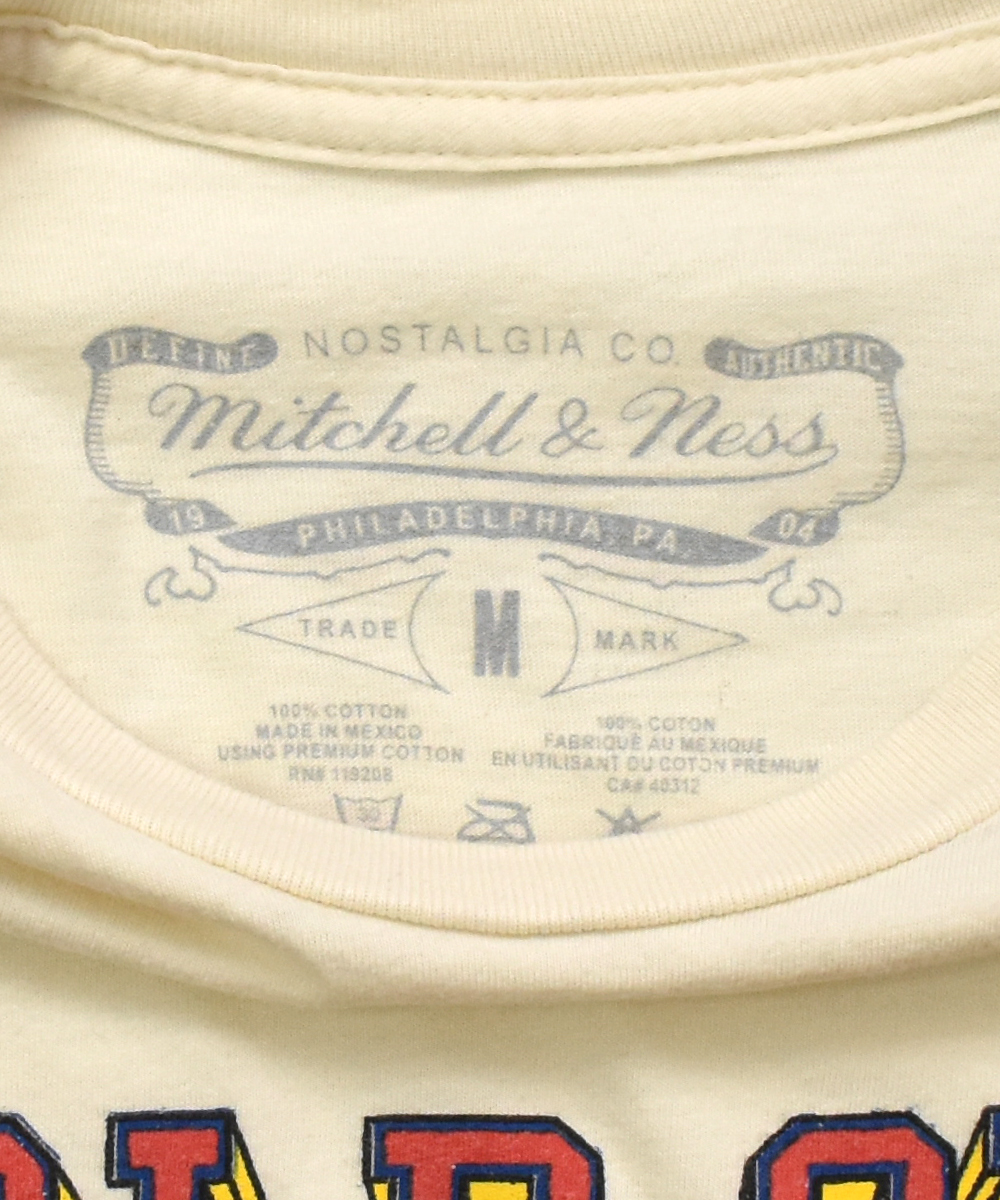 DEFINE NOSTALGIA CO. AUTHENTIC
Mitchell & Ness
19 PHILADELPHIA, PA. 04
TRADE M MARK
100% COTTON
MADE IN MEXICO
USING PREMIUM COTTON
RN# 119208
100% COTON
FABRIQUÉ AU MEXIQUE
EN UTILISANT DU COTON PREMIUM
CA# 40312
30